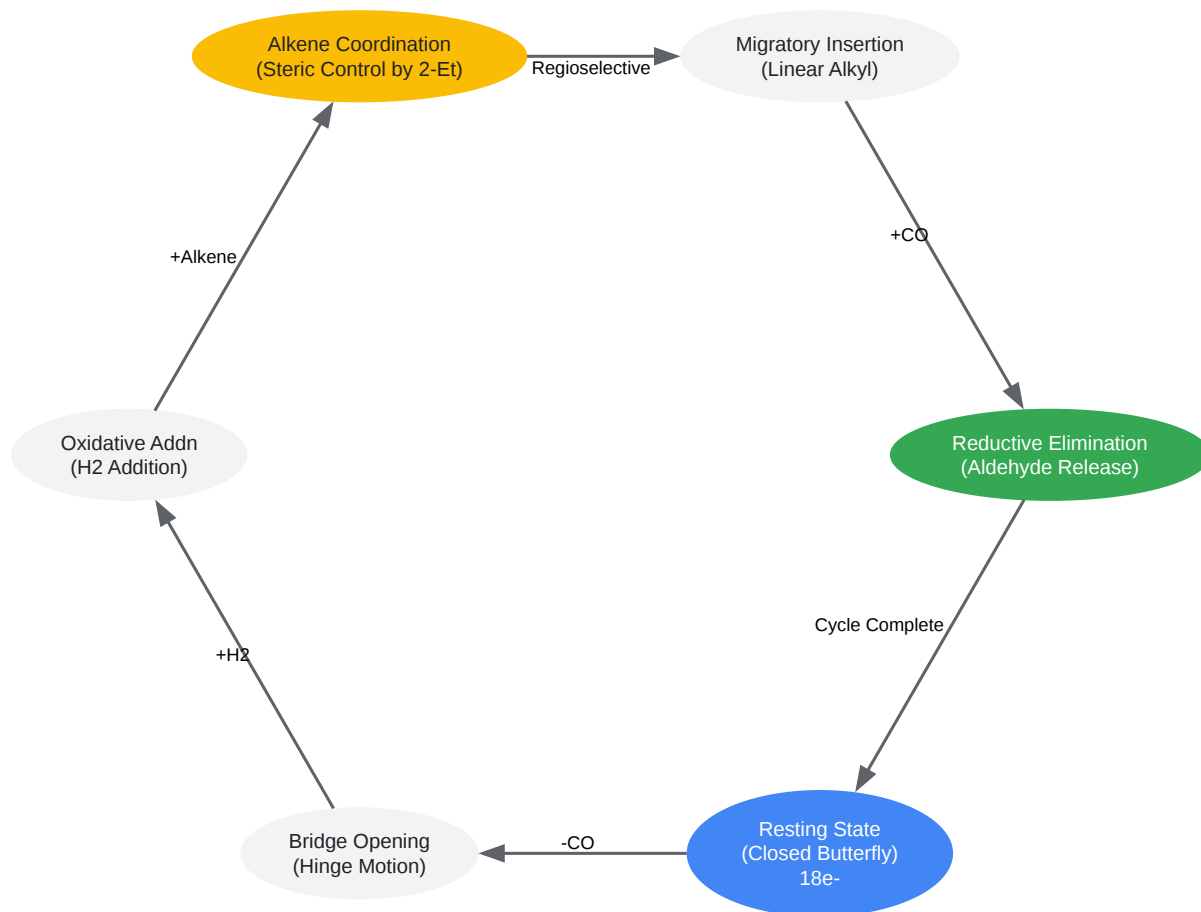 Alkene Coordination
(Steric Control by 2-Et)
Regioselective
Migratory Insertion
(Linear Alkyl)
+CO
+Alkene
Oxidative Addn
(H2 Addition)
Reductive Elimination
(Aldehyde Release)
Cycle Complete
+H2
Bridge Opening
(Hinge Motion)
-CO
Resting State
(Closed Butterfly)
18e-